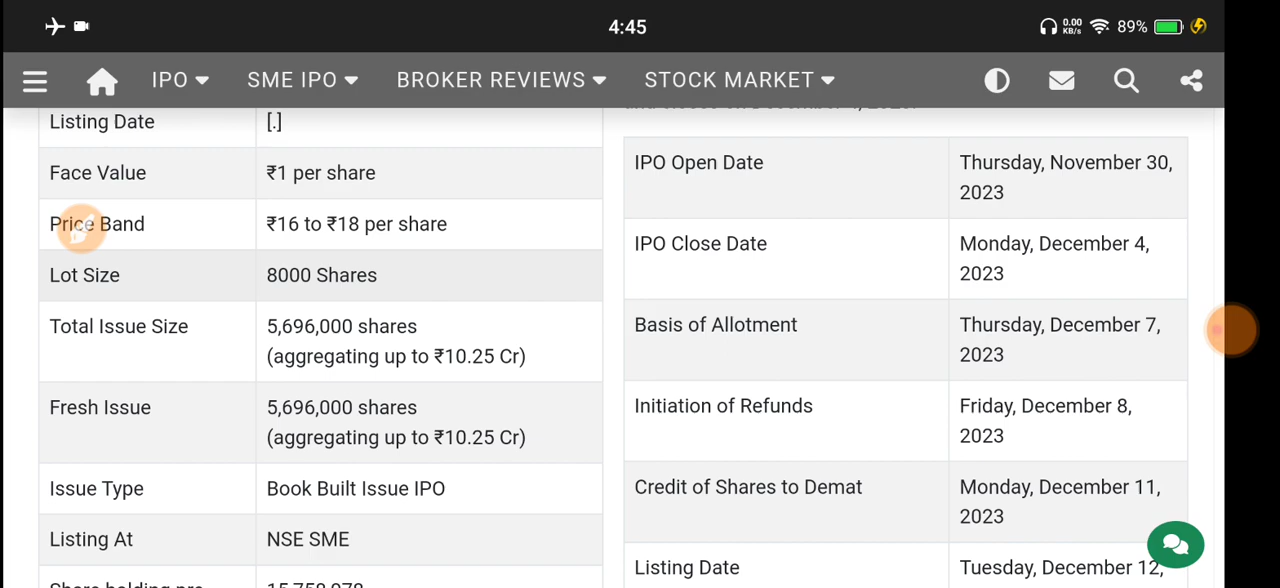 4:45
0.00
KB/s
89%
IPO
SME IPO
BROKER REVIEWS
STOCK MARKET
Listing Date
[.]
Face Value
₹1 per share
Price Band
₹16 to ₹18 per share
Lot Size
8000 Shares
Total Issue Size
5,696,000 shares
(aggregating up to ₹10.25 Cr)
Fresh Issue
5,696,000 shares
(aggregating up to ₹10.25 Cr)
Issue Type
Book Built Issue IPO
Listing At
NSE SME
IPO Open Date
Thursday, November 30,
2023
IPO Close Date
Monday, December 4,
2023
Basis of Allotment
Thursday, December 7,
2023
Initiation of Refunds
Friday, December 8,
2023
Credit of Shares to Demat
Monday, December 11,
2023
Listing Date
Tuesday, December 12,